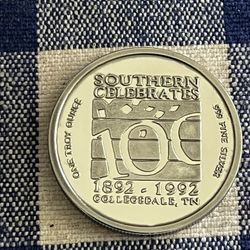 SOUTHERN
CELEBRATES
ONE TROY OUNCE
100
.999 FINE SILVER
1892 - 1992
COLLEGEDALE, TN